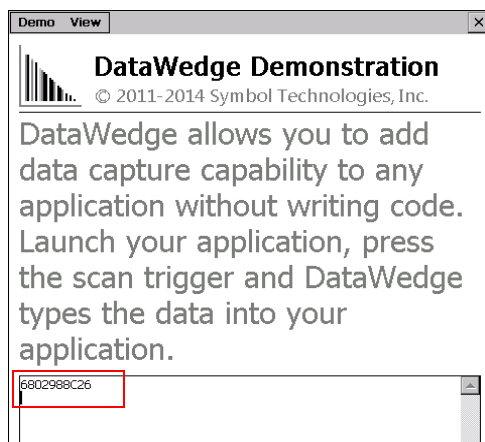 Demo View
DataWedge Demonstration
© 2011-2014 Symbol Technologies, Inc.
DataWedge allows you to add
data capture capability to any
application without writing code.
Launch your application, press
the scan trigger and DataWedge
types the data into your
application.
6802988C26